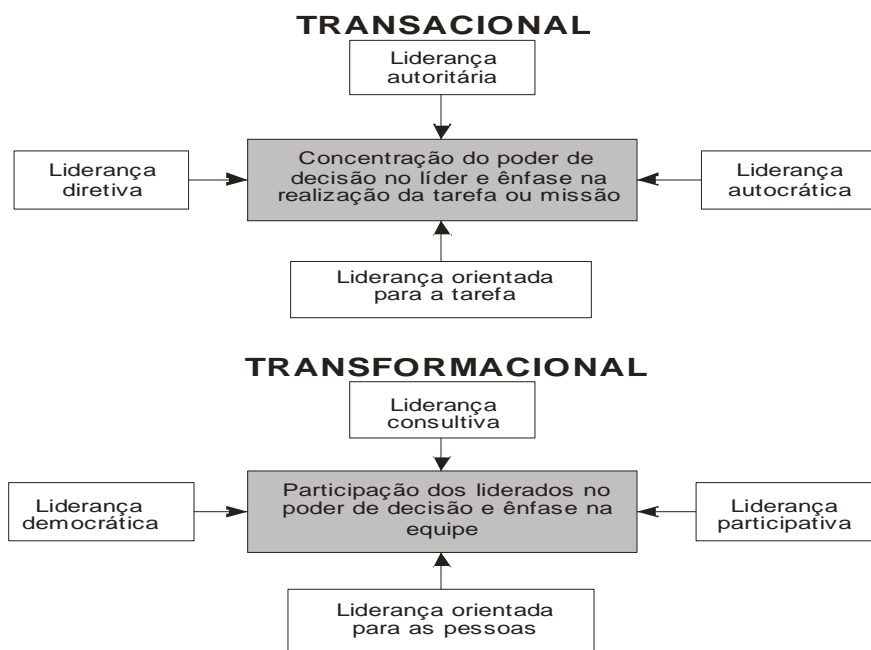 TRANSACIONAL
Liderança
autoritária
Liderança
diretiva
Concentração do poder de
decisão no líder e ênfase na
realização da tarefa ou missão
Liderança
autocrática
Liderança orientada
para a tarefa
TRANSFORMACIONAL
Liderança
consultiva
Liderança
democrática
Participação dos liderados no
poder de decisão e ênfase na
equipe
Liderança
participativa
Liderança orientada
para as pessoas